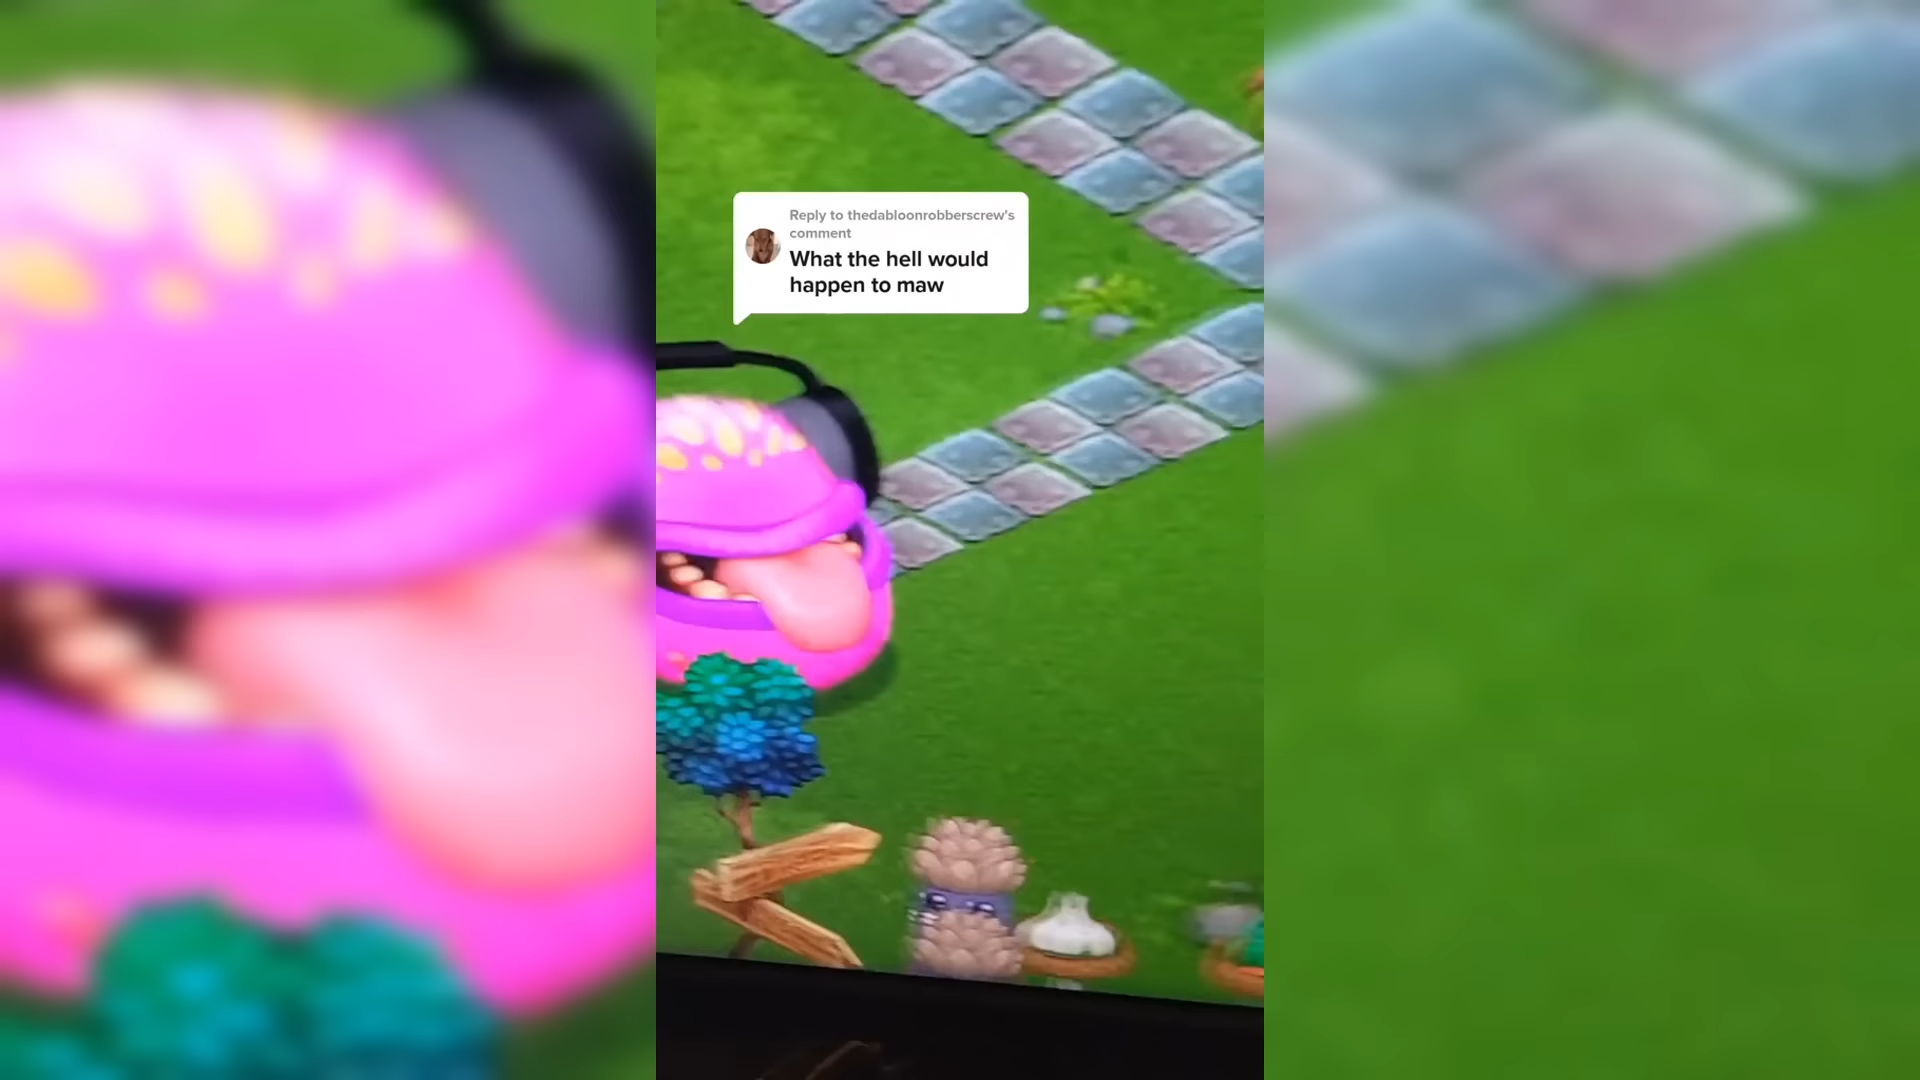 Reply to thedabloonrobberscrew's
comment
What the hell would
happen to maw